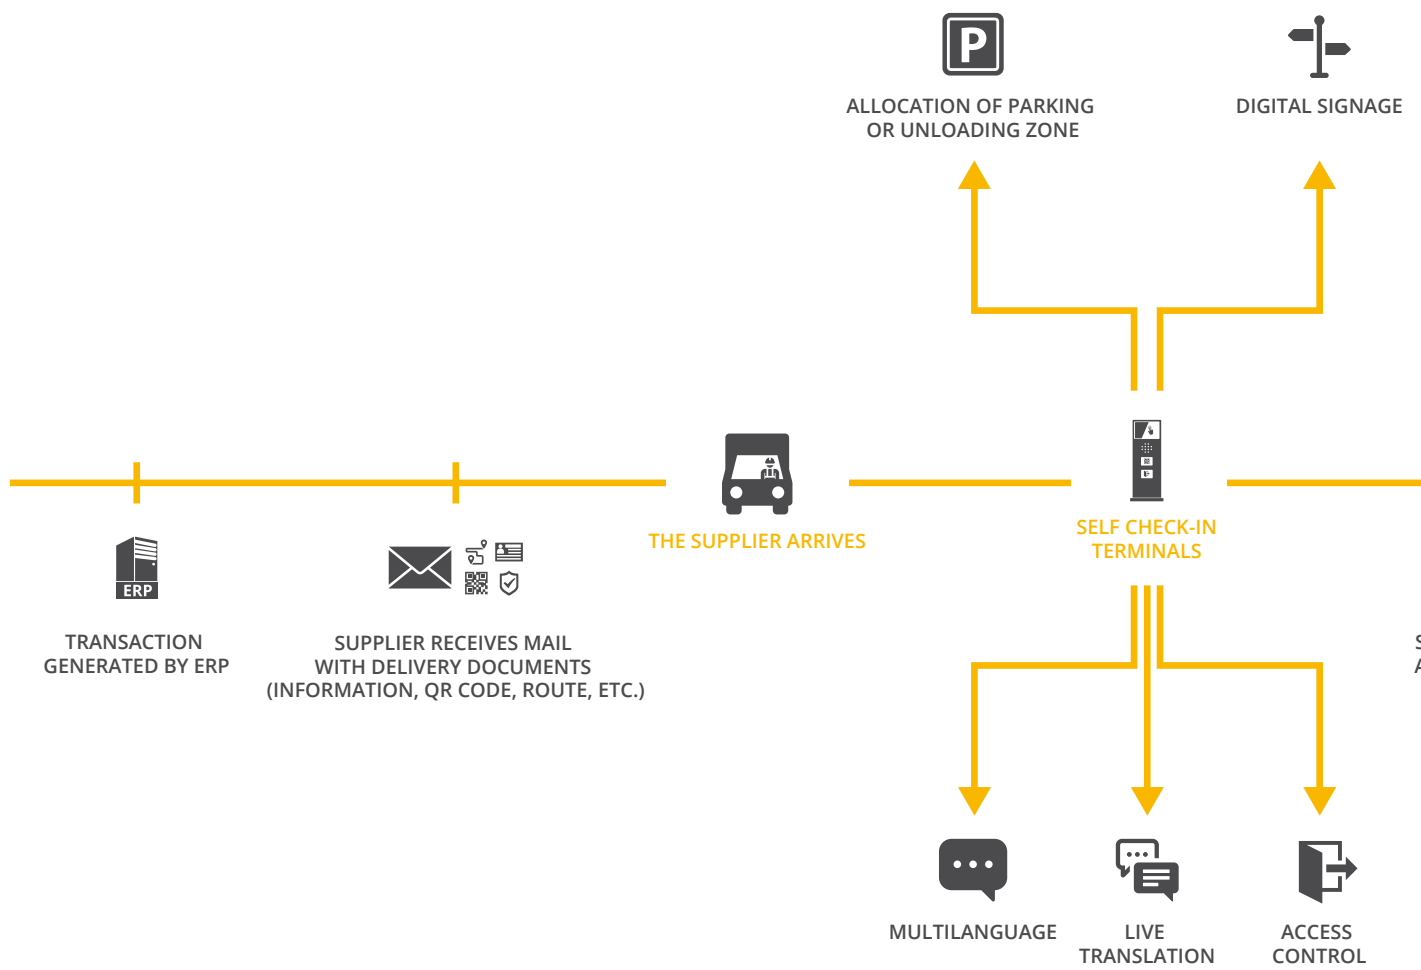 P
ALLOCATION OF PARKING
OR UNLOADING ZONE
DIGITAL SIGNAGE
THE SUPPLIER ARRIVES
SELF CHECK-IN
TERMINALS
ERP
TRANSACTION
GENERATED BY ERP
SUPPLIER RECEIVES MAIL
WITH DELIVERY DOCUMENTS
(INFORMATION, QR CODE, ROUTE, ETC.)
MULTILANGUAGE
LIVE
TRANSLATION
ACCESS
CONTROL